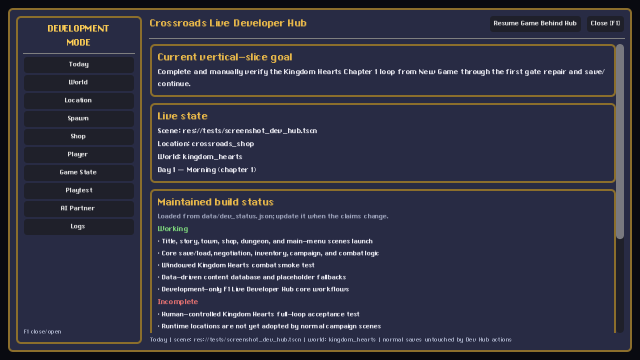 DEVELOPMENT
MODE
Today
World
Location
Spawn
Shop
Player
Game State
Playtest
AI Partner
Logs
F1 close/open
Crossroads Live Developer Hub
Resume Game Behind Hub
Close (F1)
Current vertical-slice goal
Complete and manually verify the Kingdom Hearts Chapter 1 loop from New Game through the first gate repair and save/
continue.
Live state
Scene: res://tests/screenshot_dev_hub.tscn
Location: crossroads_shop
World: kingdom_hearts
Day 1 — Morning (chapter 1)
Maintained build status
Loaded from data/dev_status.json; update it when the claims change.
Working
• Title, story, town, shop, dungeon, and main-menu scenes launch
• Core save/load, negotiation, inventory, campaign, and combat logic
• Windowed Kingdom Hearts combat smoke test
• Data-driven content database and placeholder fallbacks
• Development-only F1 Live Developer Hub core workflows
Incomplete
• Human-controlled Kingdom Hearts full-loop acceptance test
• Runtime locations are not yet adopted by normal campaign scenes
Today | scene: res://tests/screenshot_dev_hub.tscn | world: kingdom_hearts | normal saves untouched by Dev Hub actions